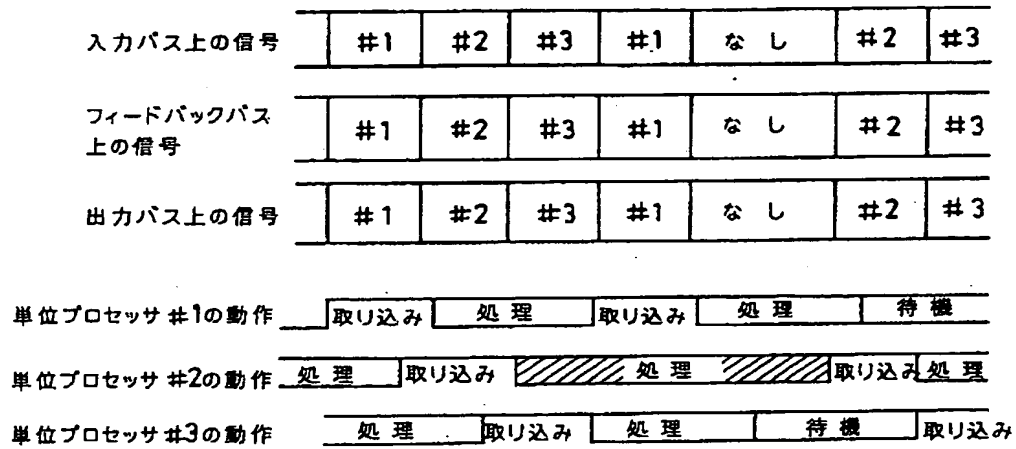 入力バス上の信号 #1 #2 #3 #1 なし #2 #3
フィードバックバス
上の信号 #1 #2 #3 #1 なし #2 #3
出力バス上の信号 #1 #2 #3 #1 なし #2 #3
単位プロセッサ #1の動作 取り込み 処理 取り込み 処理 待機
単位プロセッサ #2の動作 処理 取り込み 処理 取り込み 処理
単位プロセッサ #3の動作 処理 取り込み 処理 待機 取り込み